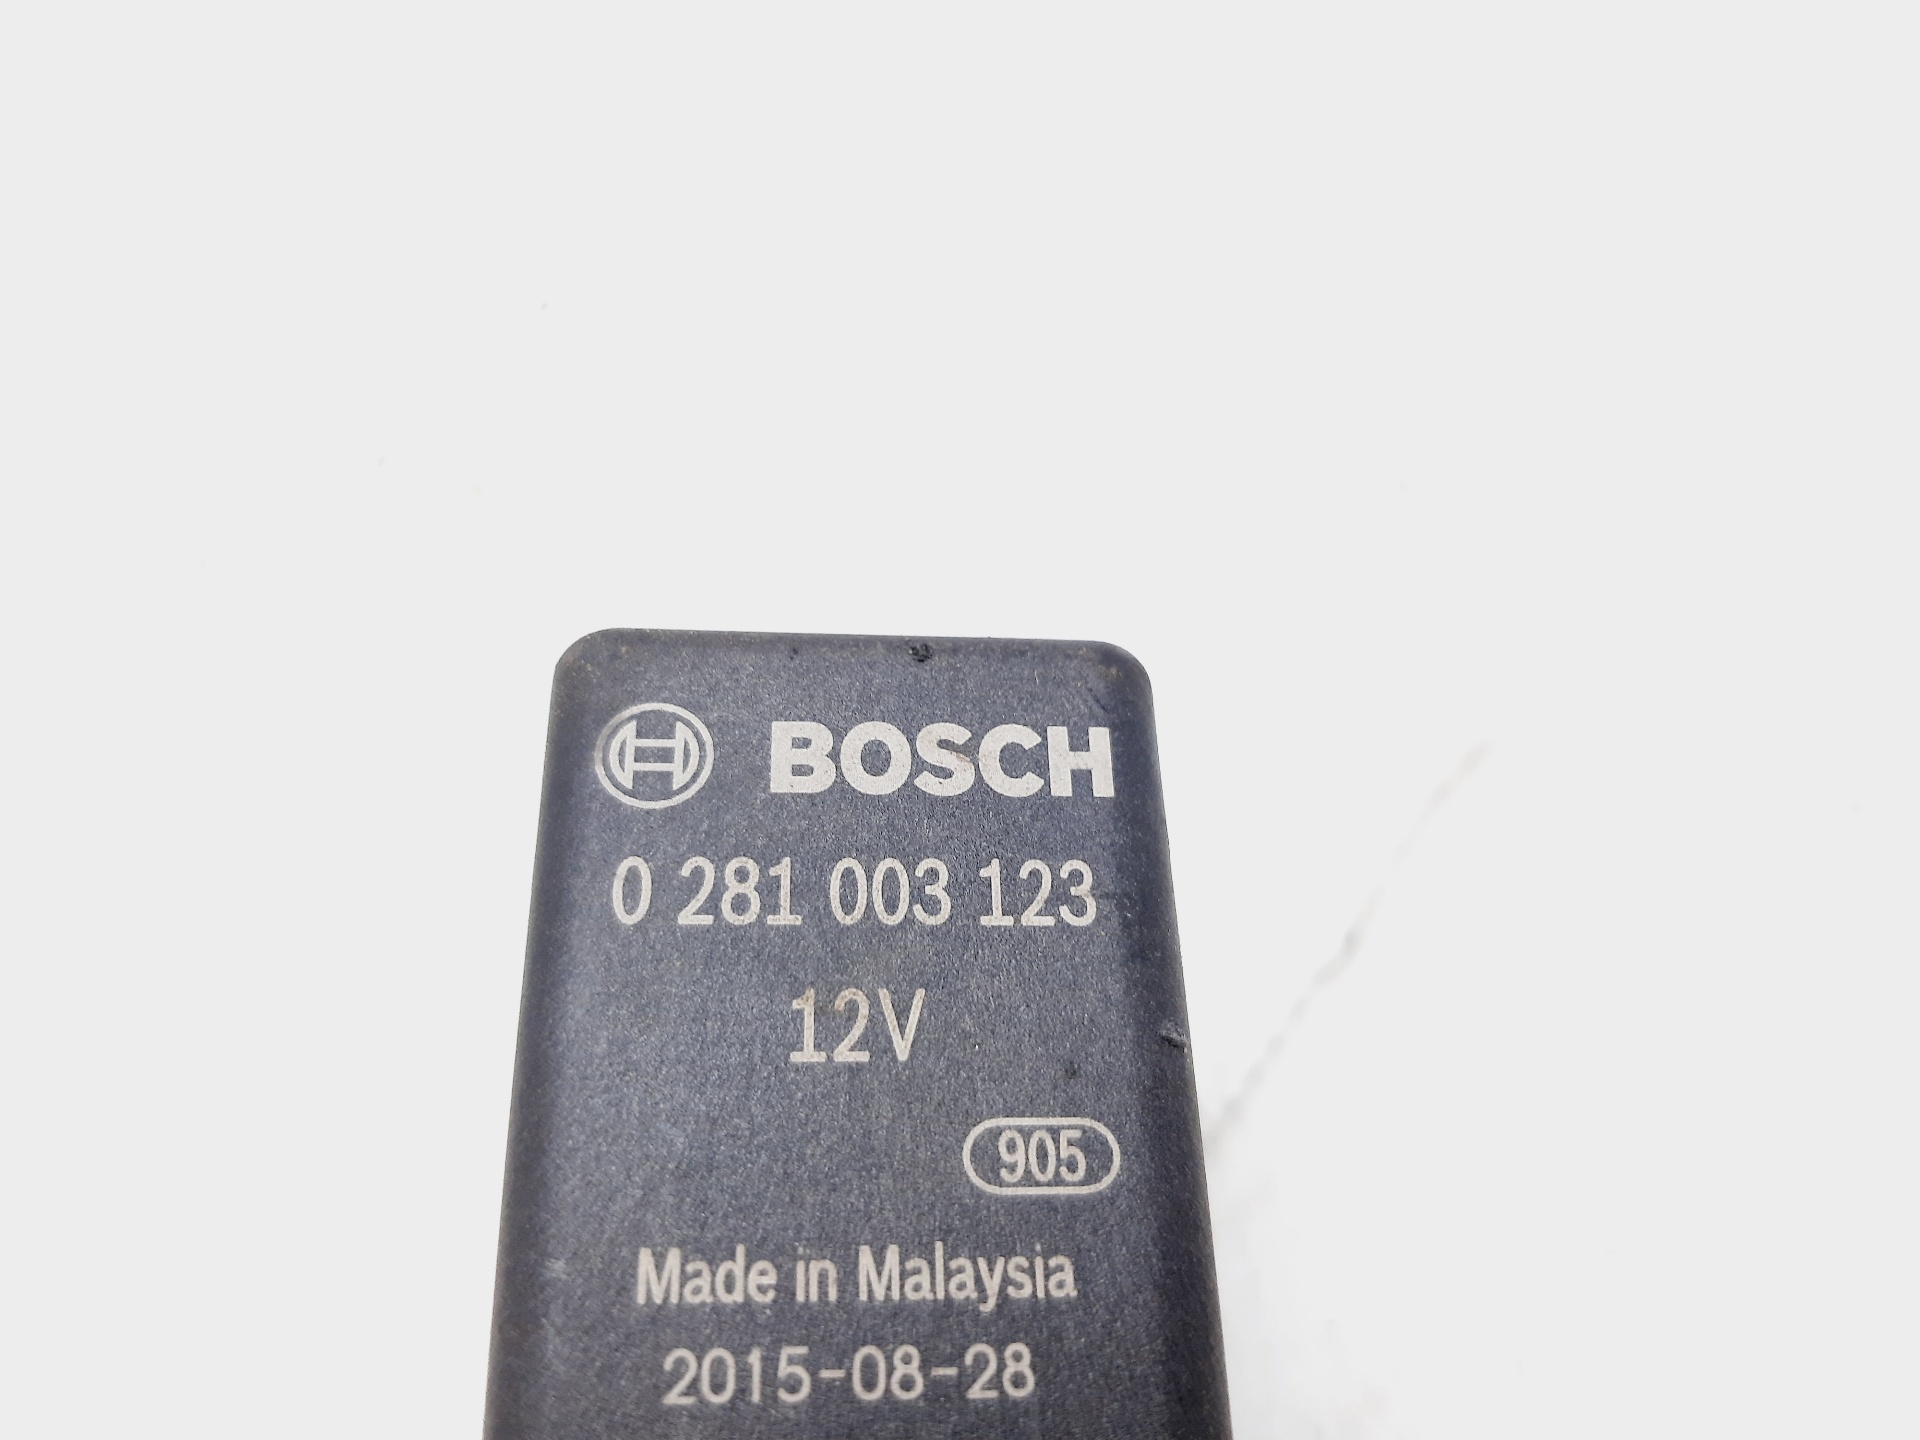 BOSCH
0 281 003 123
12V
905
Made in Malaysia
2015-08-28